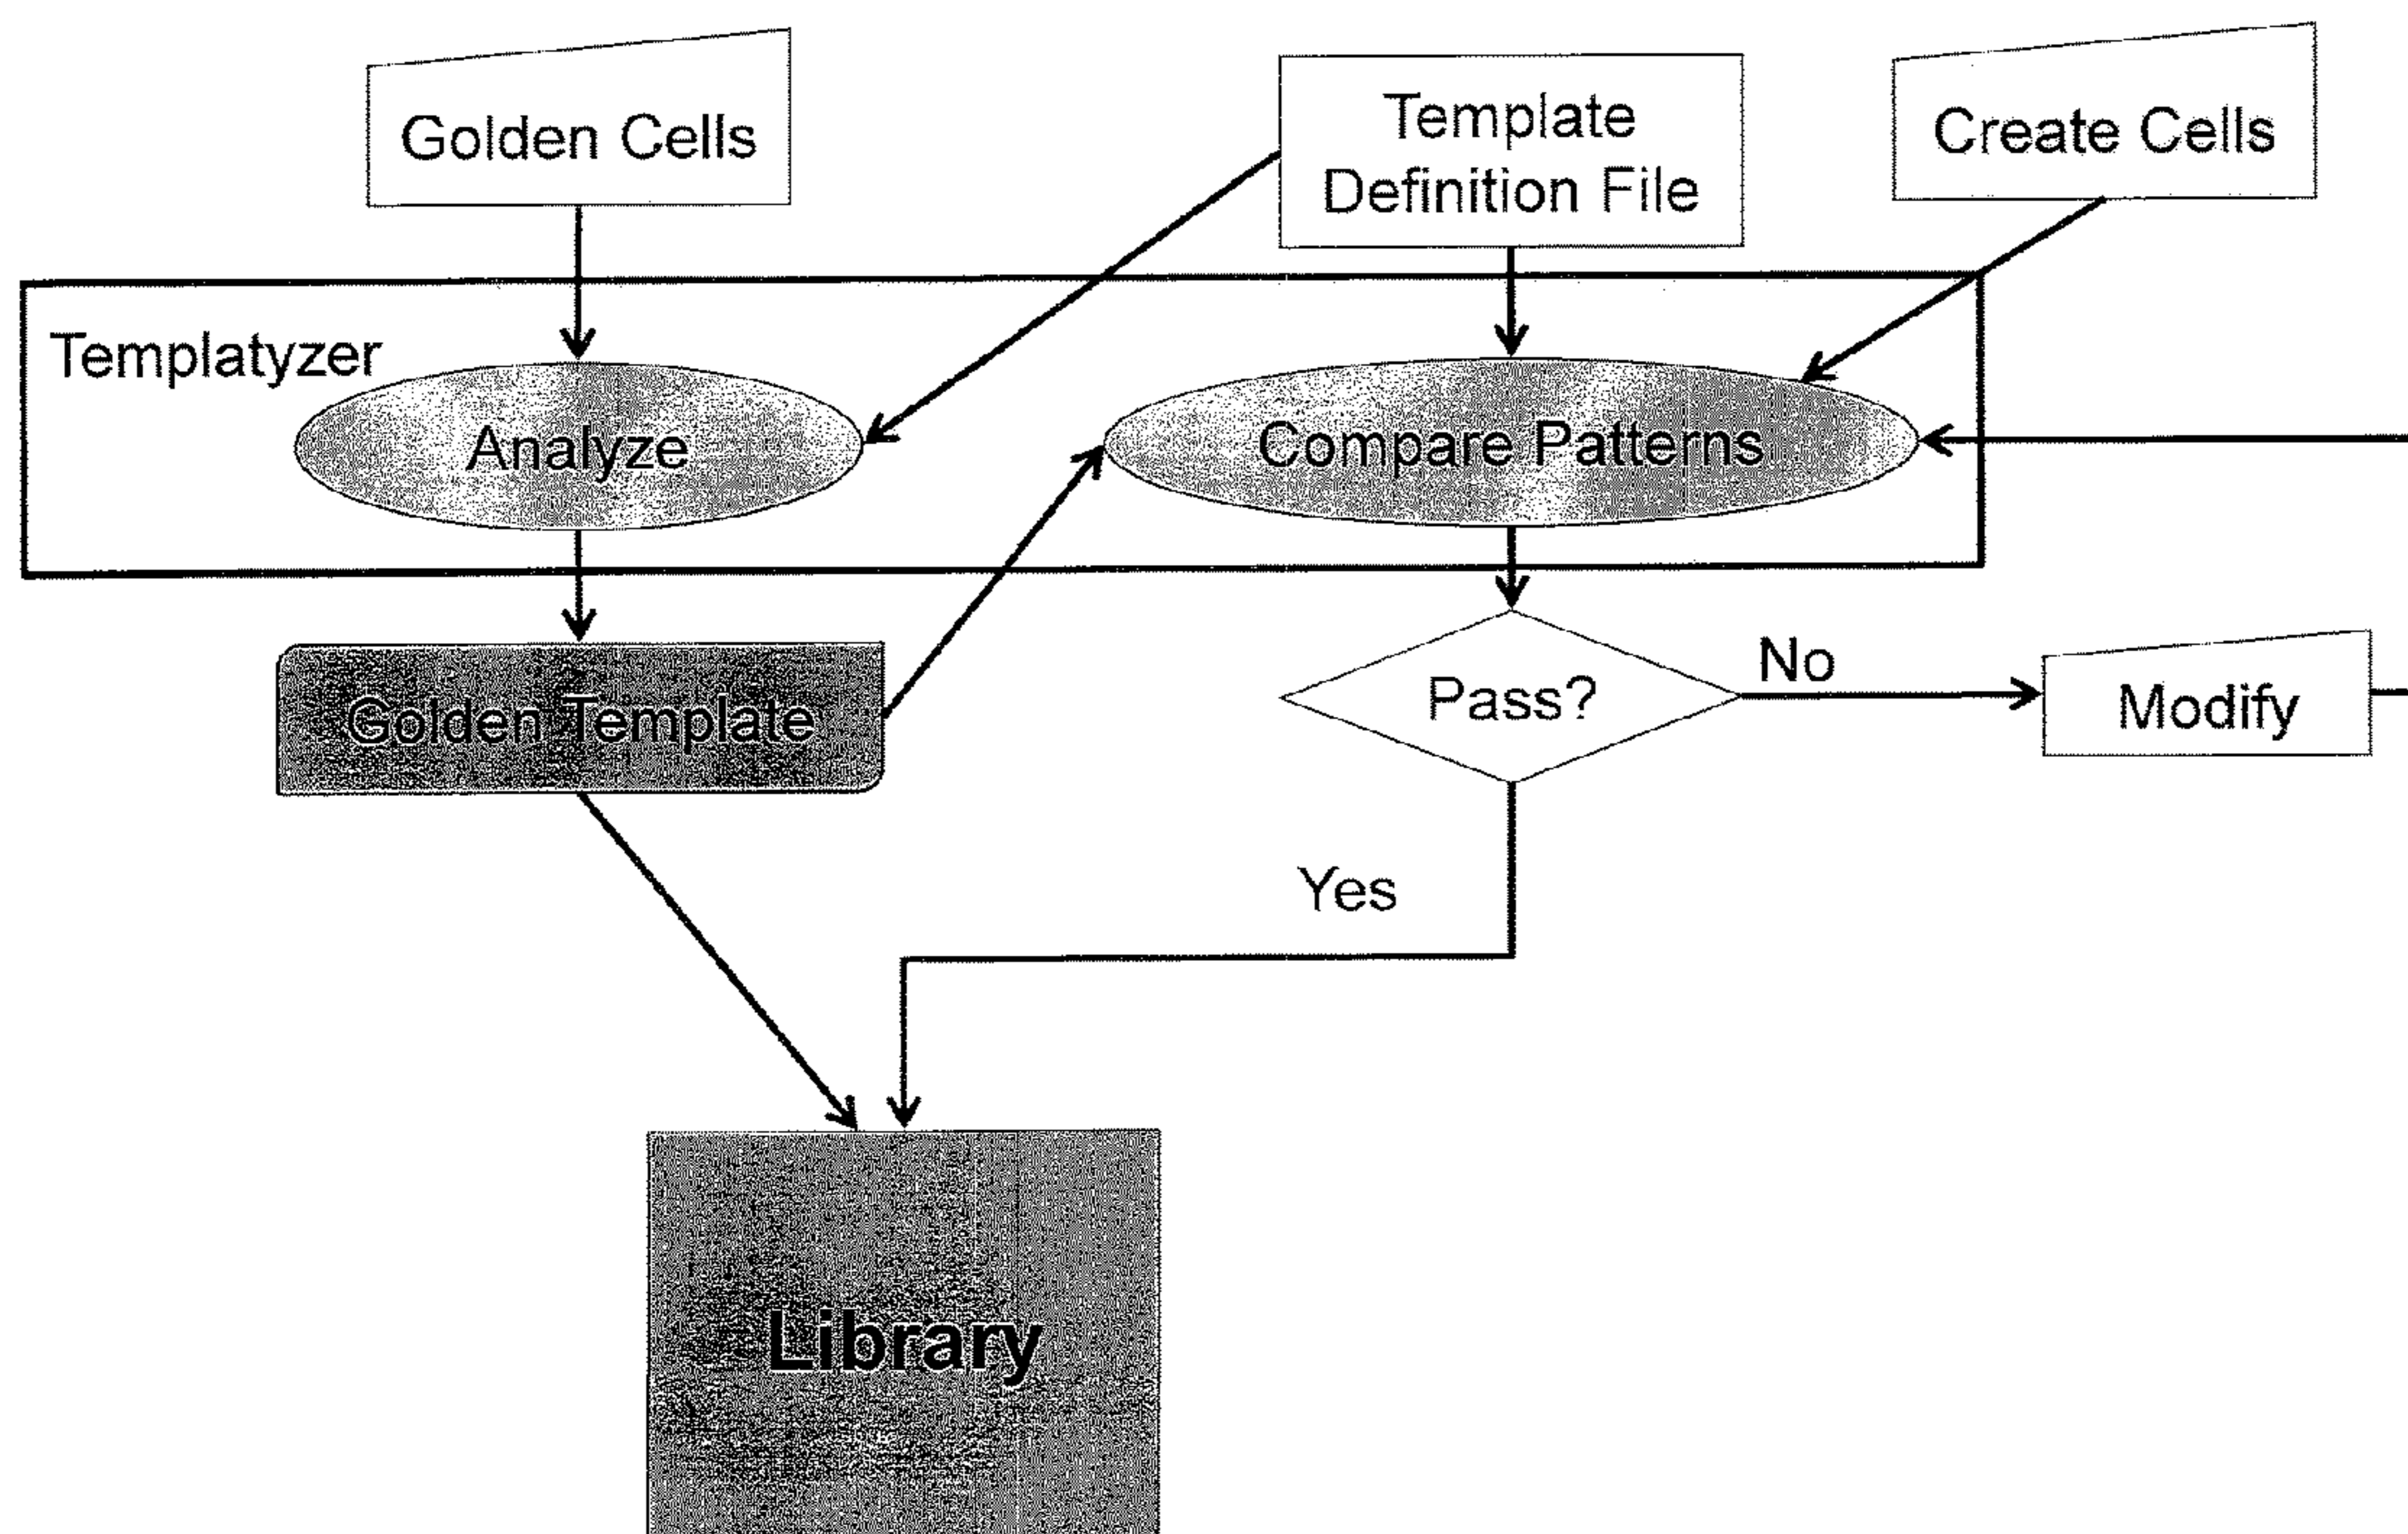 Golden Cells
Template
Definition File
Create Cells
Templatyzer
Analyze
Compare Patterns
Golden Template
Pass?
No
Modify
Yes
Library